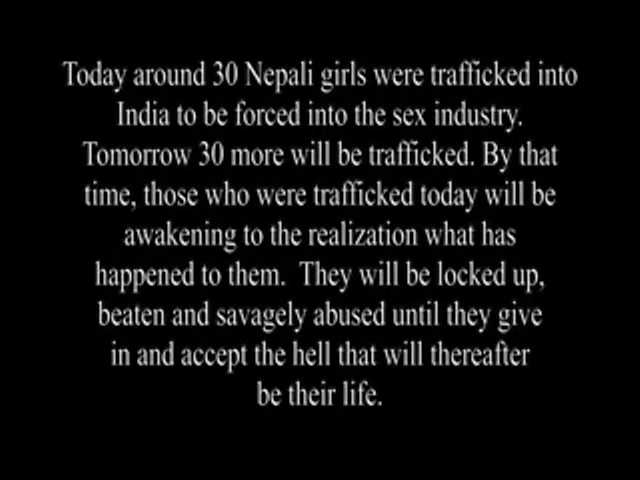 Today around 30 Nepali girls were trafficked into
India to be forced into the sex industry.
Tomorrow 30 more will be trafficked. By that
time, those who were trafficked today will be
awakening to the realization what has
happened to them.  They will be locked up,
beaten and savagely abused until they give
in and accept the hell that will thereafter
be their life.